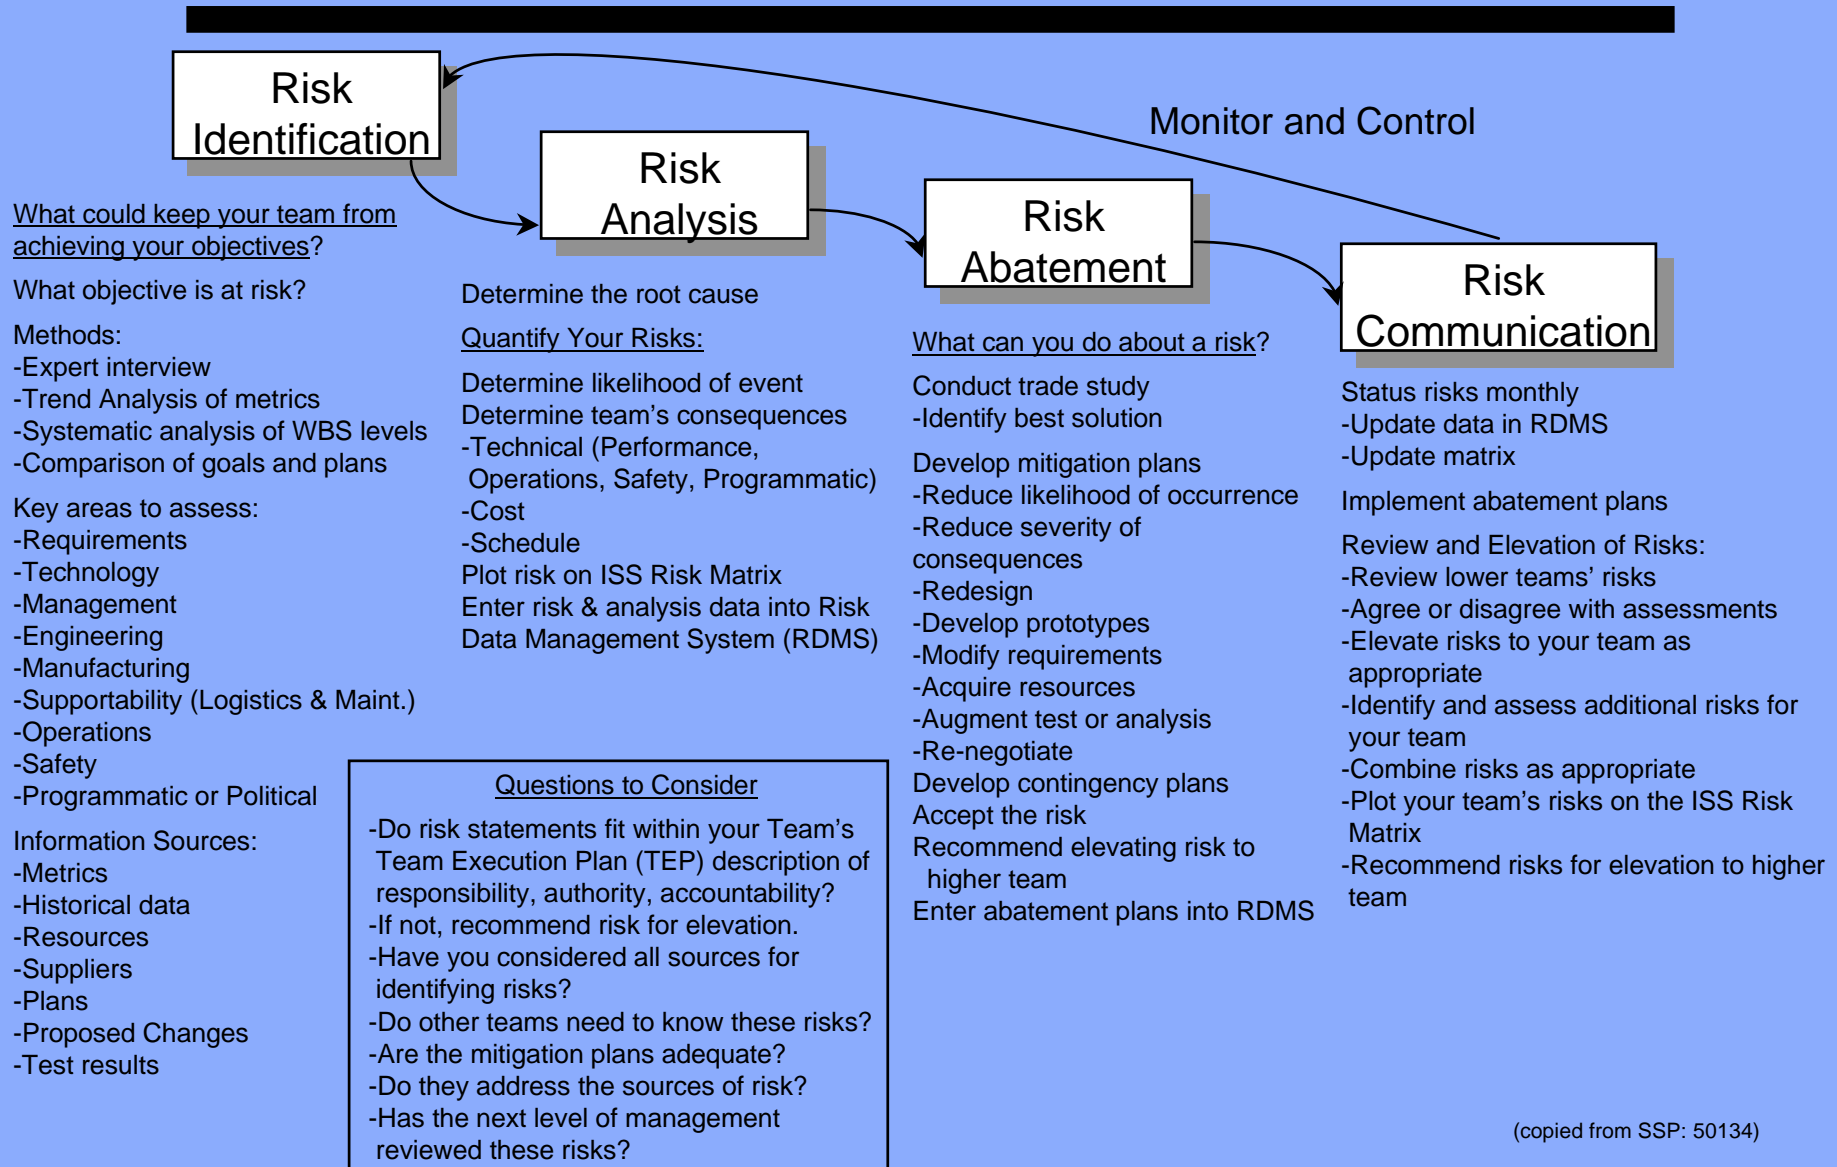 Risk
Identification
Monitor and Control
Risk
Analysis
Risk
Abatement
Risk
Communication
What could keep your team from
achieving your objectives?
What objective is at risk?
Methods:
-Expert interview
-Trend Analysis of metrics
-Systematic analysis of WBS levels
-Comparison of goals and plans
Key areas to assess:
-Requirements
-Technology
-Management
-Engineering
-Manufacturing
-Supportability (Logistics & Maint.)
-Operations
-Safety
-Programmatic or Political
Information Sources:
-Metrics
-Historical data
-Resources
-Suppliers
-Plans
-Proposed Changes
-Test results
Determine the root cause
Quantify Your Risks:
Determine likelihood of event
Determine team’s consequences
-Technical (Performance,
Operations, Safety, Programmatic)
-Cost
-Schedule
Plot risk on ISS Risk Matrix
Enter risk & analysis data into Risk
Data Management System (RDMS)
Questions to Consider
-Do risk statements fit within your Team’s
Team Execution Plan (TEP) description of
responsibility, authority, accountability?
-If not, recommend risk for elevation.
-Have you considered all sources for
identifying risks?
-Do other teams need to know these risks?
-Are the mitigation plans adequate?
-Do they address the sources of risk?
-Has the next level of management
reviewed these risks?
What can you do about a risk?
Conduct trade study
-Identify best solution
Develop mitigation plans
-Reduce likelihood of occurrence
-Reduce severity of
consequences
-Redesign
-Develop prototypes
-Modify requirements
-Acquire resources
-Augment test or analysis
-Re-negotiate
Develop contingency plans
Accept the risk
Recommend elevating risk to
higher team
Enter abatement plans into RDMS
Status risks monthly
-Update data in RDMS
-Update matrix
Implement abatement plans
Review and Elevation of Risks:
-Review lower teams’ risks
-Agree or disagree with assessments
-Elevate risks to your team as
appropriate
-Identify and assess additional risks for
your team
-Combine risks as appropriate
-Plot your team’s risks on the ISS Risk
Matrix
-Recommend risks for elevation to higher
team
(copied from SSP: 50134)